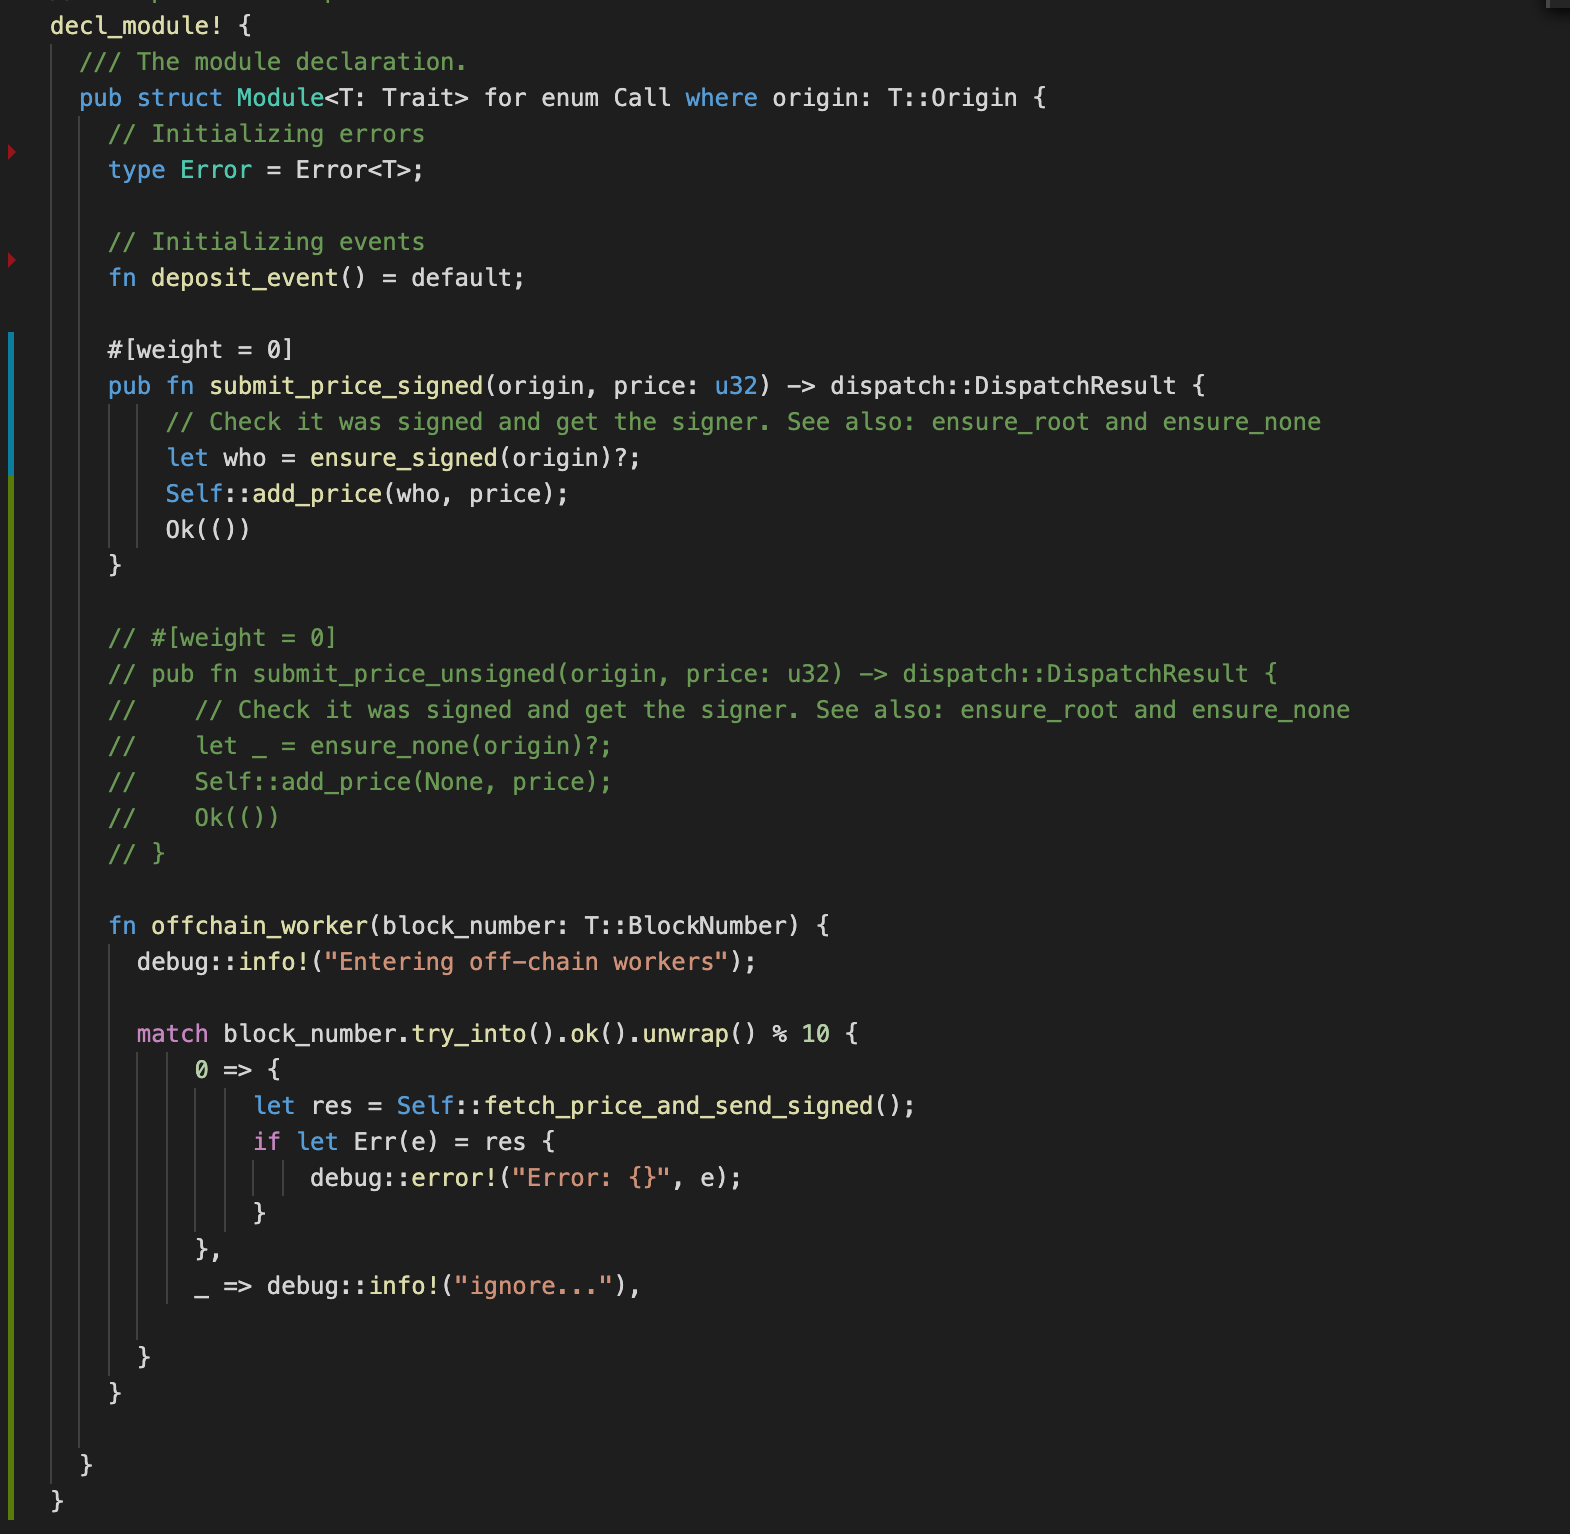 decl_module! {
  /// The module declaration.
  pub struct Module<T: Trait> for enum Call where origin: T::Origin {
    // Initializing errors
    type Error = Error<T>;

    // Initializing events
    fn deposit_event() = default;

    #[weight = 0]
    pub fn submit_price_signed(origin, price: u32) -> dispatch::DispatchResult {
        // Check it was signed and get the signer. See also: ensure_root and ensure_none
        let who = ensure_signed(origin)?;
        Self::add_price(who, price);
        Ok(())
    }

    // #[weight = 0]
    // pub fn submit_price_unsigned(origin, price: u32) -> dispatch::DispatchResult {
    //    // Check it was signed and get the signer. See also: ensure_root and ensure_none
    //    let _ = ensure_none(origin)?;
    //    Self::add_price(None, price);
    //    Ok(())
    // }

    fn offchain_worker(block_number: T::BlockNumber) {
      debug::info!("Entering off-chain workers");

      match block_number.try_into().ok().unwrap() % 10 {
          0 => {
              let res = Self::fetch_price_and_send_signed();
              if let Err(e) = res {
                  debug::error!("Error: {}", e);
              }
          },
          _ => debug::info!("ignore..."),

      }
    }

  }
}